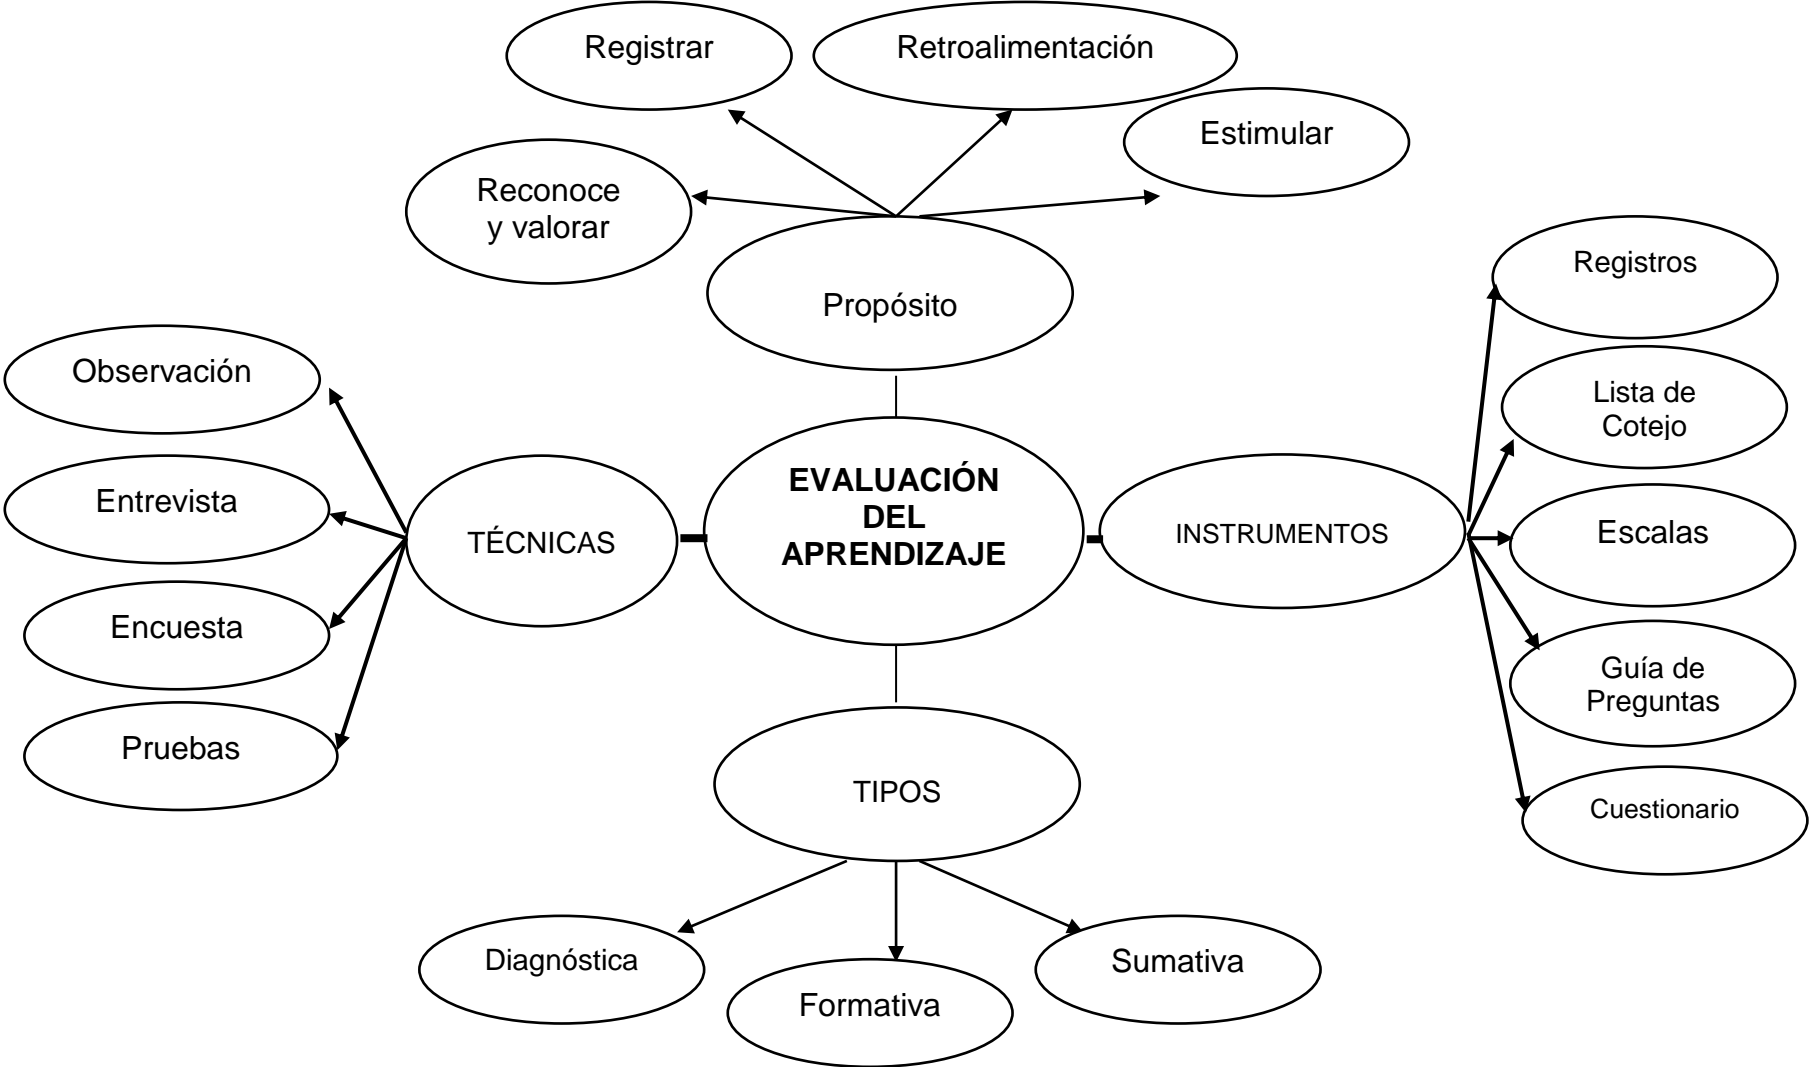 Registrar
Retroalimentación
Estimular
Reconoce
y valorar
Propósito
Registros
Observación
Lista de
Cotejo
Entrevista
TÉCNICAS
EVALUACIÓN
DEL
APRENDIZAJE
INSTRUMENTOS
Escalas
Encuesta
Guía de
Preguntas
Pruebas
TIPOS
Cuestionario
Diagnóstica
Formativa
Sumativa